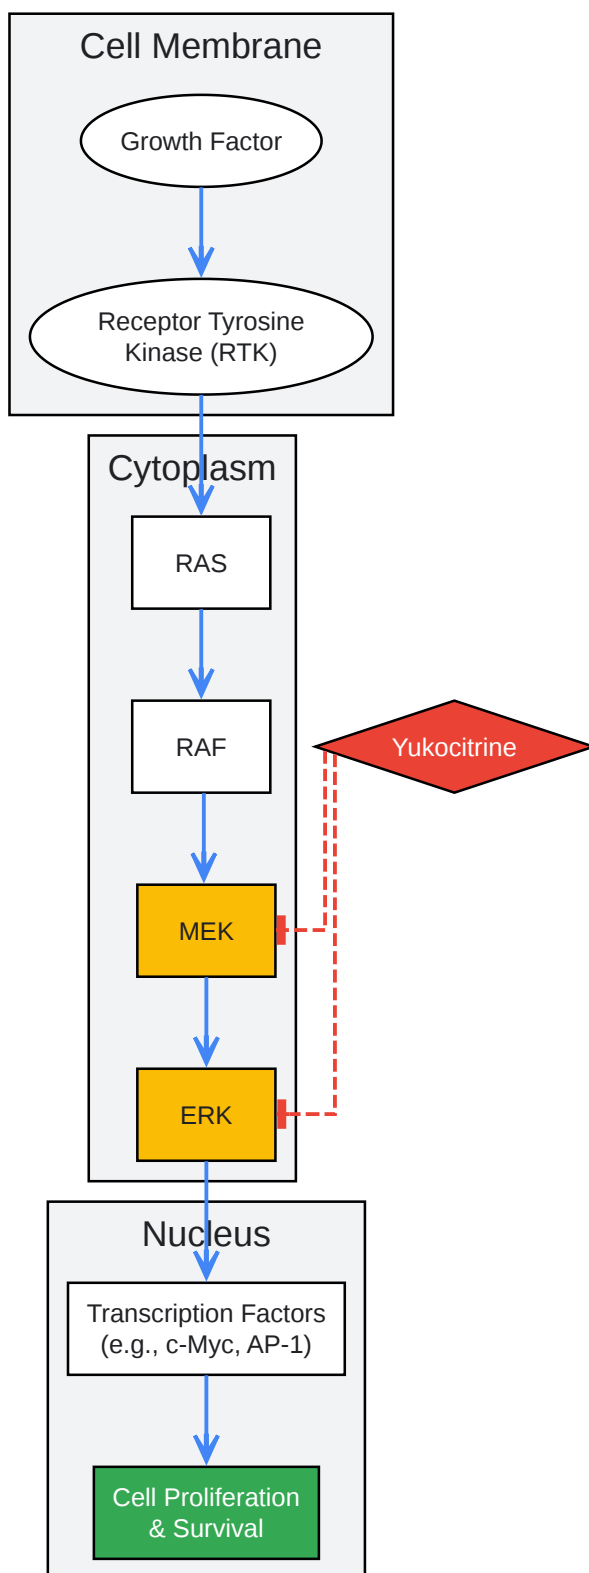 Cell Membrane
Growth Factor
Receptor Tyrosine
Kinase (RTK)
Cytoplasm
RAS
RAF
Yukocitrine
MEK
ERK
Nucleus
Transcription Factors
(e.g., c-Myc, AP-1)
Cell Proliferation
& Survival